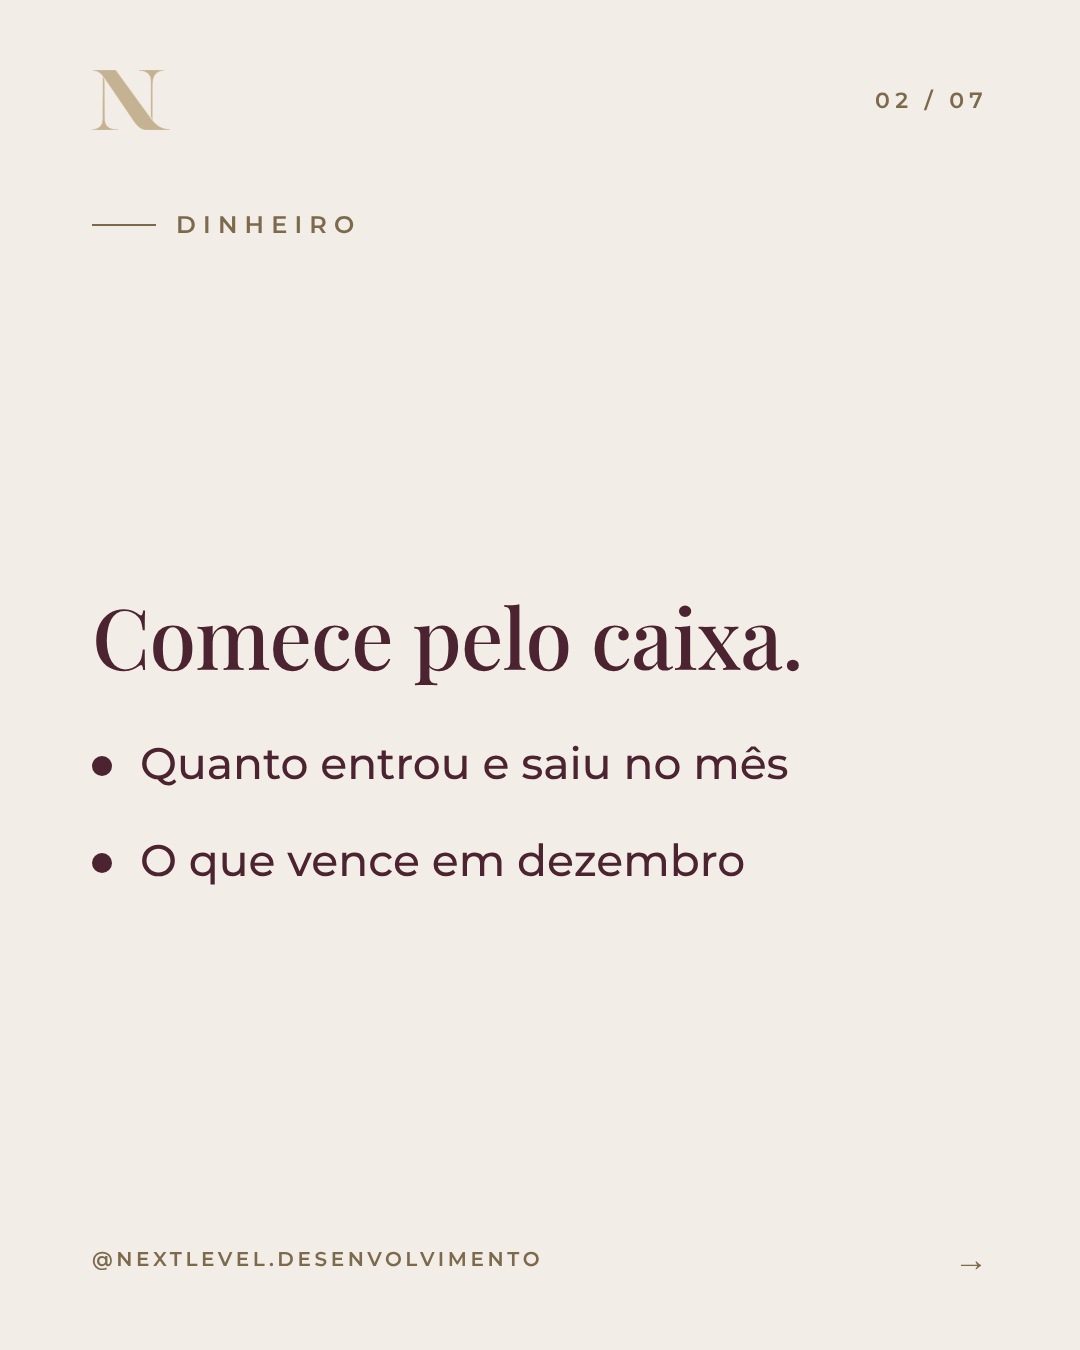 N
02 / 07
DINHEIRO
Comece pelo caixa.
• Quanto entrou e saiu no mês
• O que vence em dezembro
@NEXTLEVEL.DESENVOLVIMENTO
→